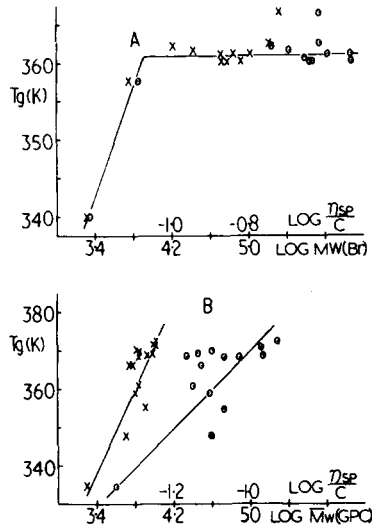 A
360
Tg(K)
350
340
-1.0 -0.8 LOG ηsp/C
3.4 4.2 5.0 LOG MW(Br)
B
380
Tg(K)
360
340
-1.2 -1.0 LOG ηsp/C
3.4 4.2 5.0 LOG M̅w(GPC)